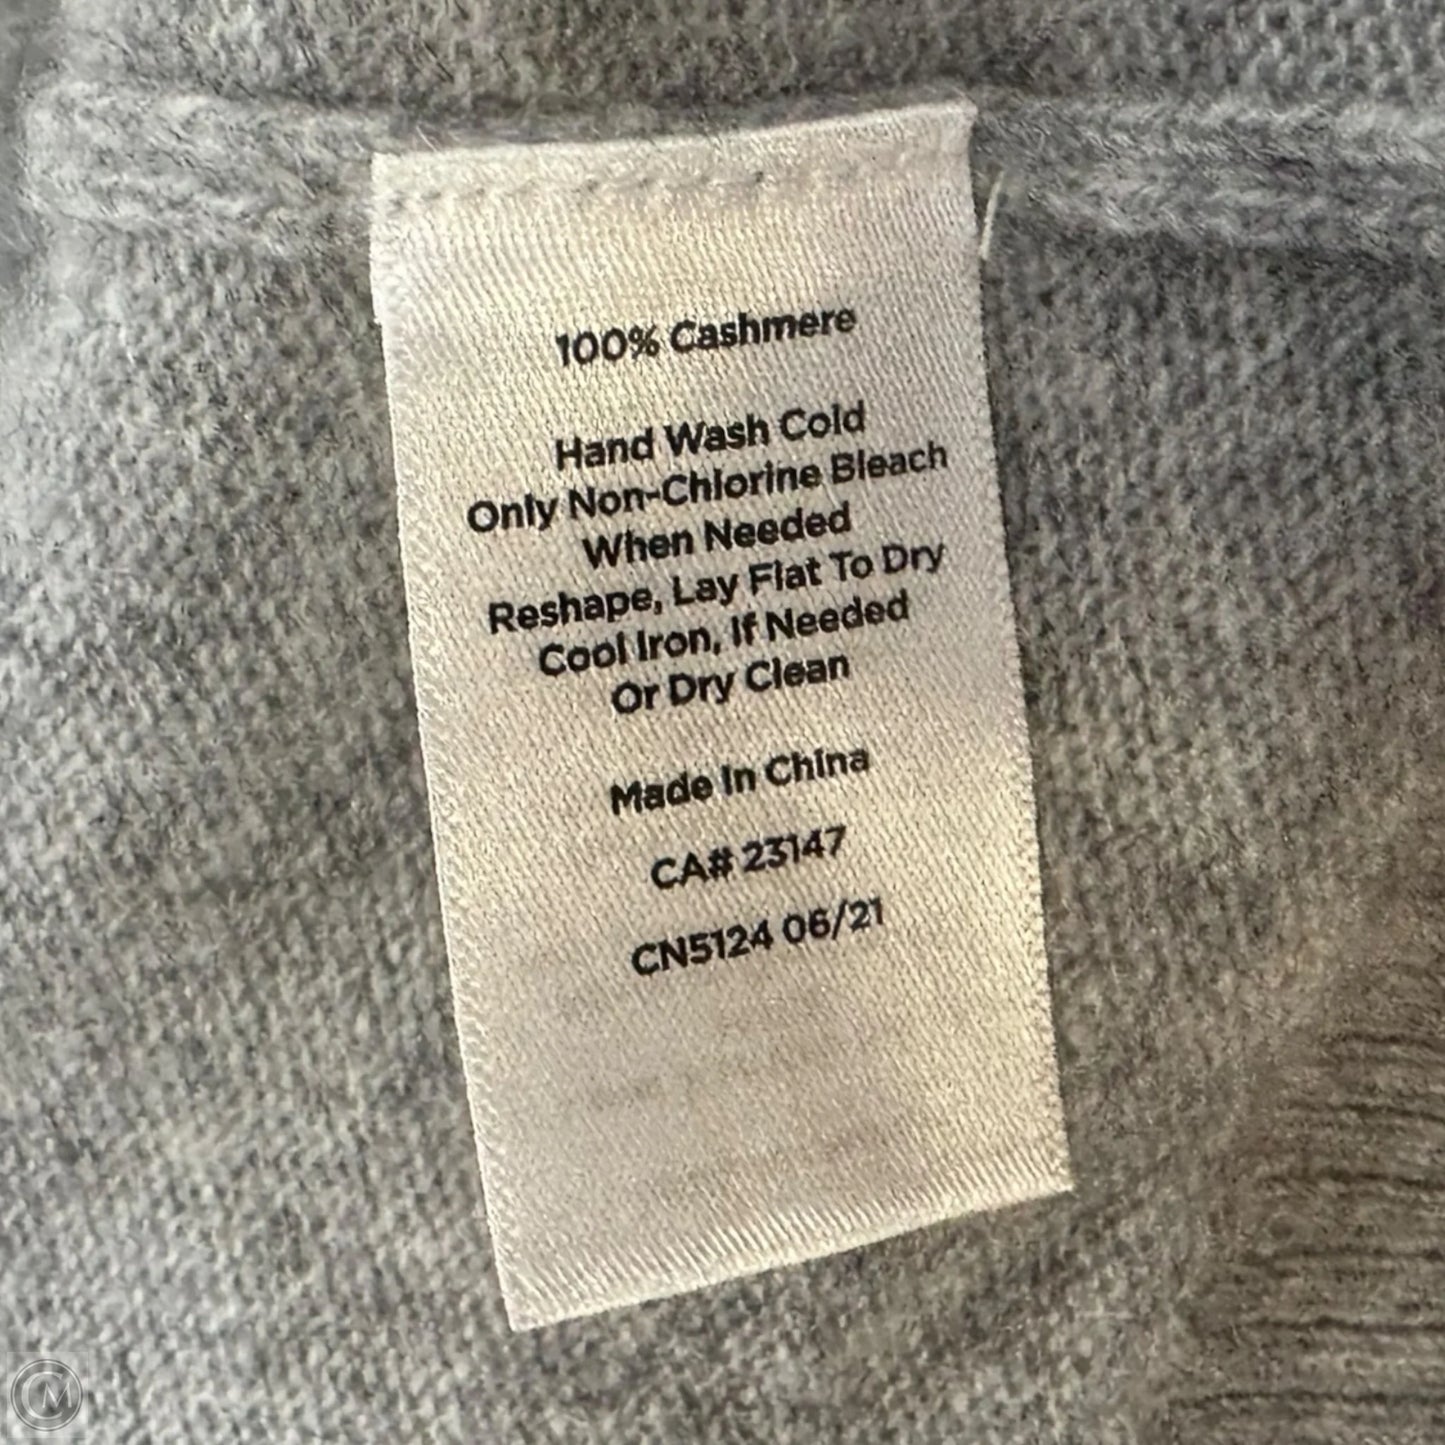 100% Cashmere
Hand Wash Cold
Only Non-Chlorine Bleach
When Needed
Reshape, Lay Flat To Dry
Cool Iron, If Needed
Or Dry Clean
Made In China
CA# 23147
CN5124 06/21
CM